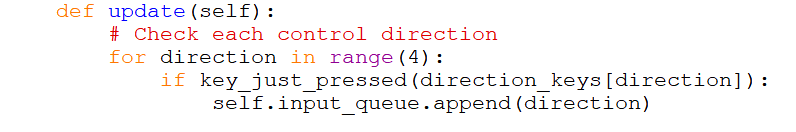 def update(self):
    # Check each control direction
    for direction in range(4):
        if key_just_pressed(direction_keys[direction]):
            self.input_queue.append(direction)